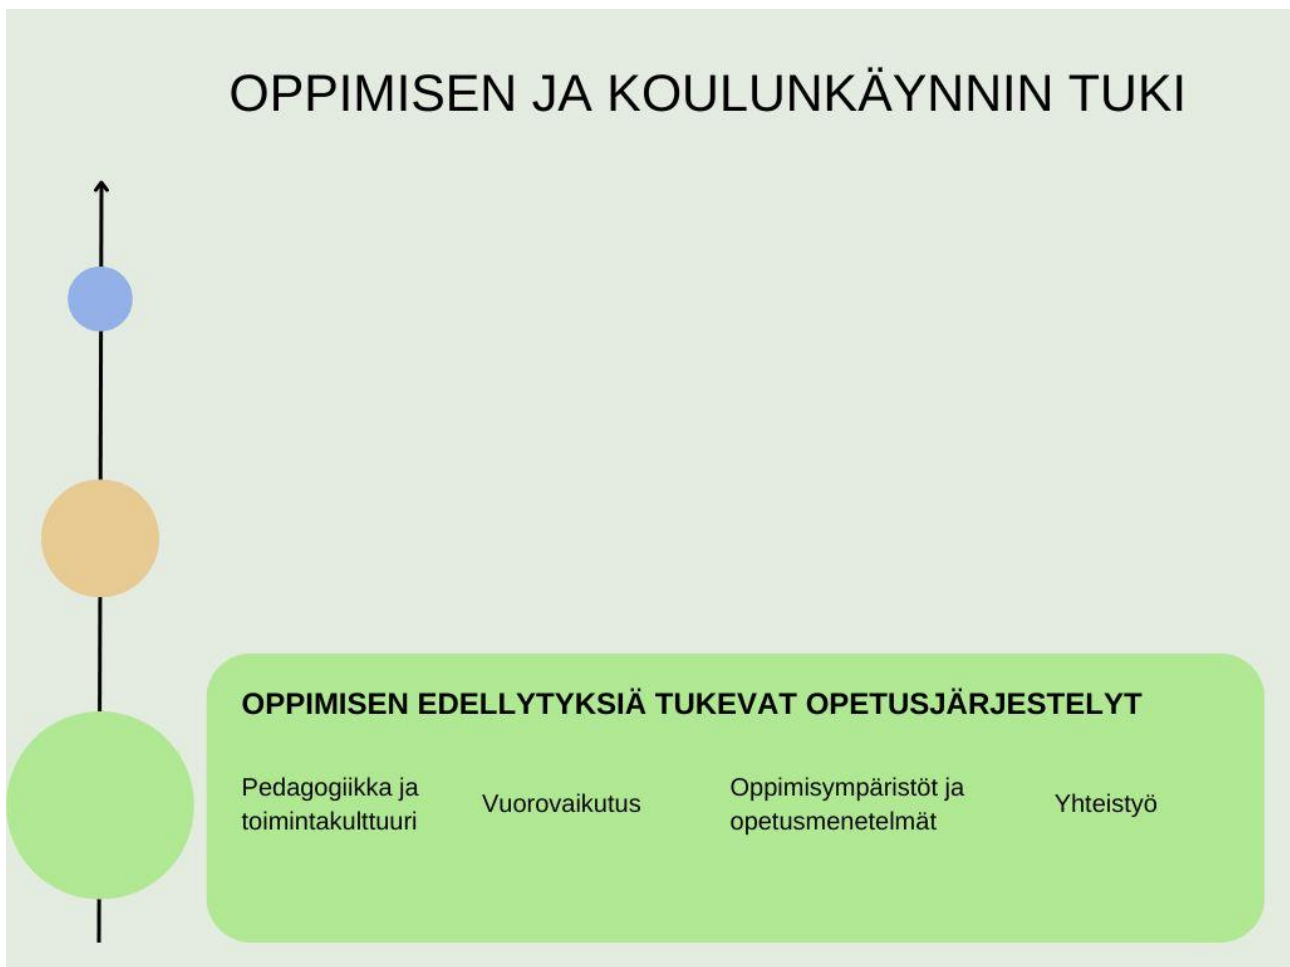 OPPIMISEN JA KOULUNKÄYNNIN TUKI
OPPIMISEN EDELLYTYKSIÄ TUKEVAT OPETUSJÄRJESTELYT
Pedagogiikka ja
toimintakulttuuri
Vuorovaikutus
Oppimisympäristöt ja
opetusmenetelmät
Yhteistyö